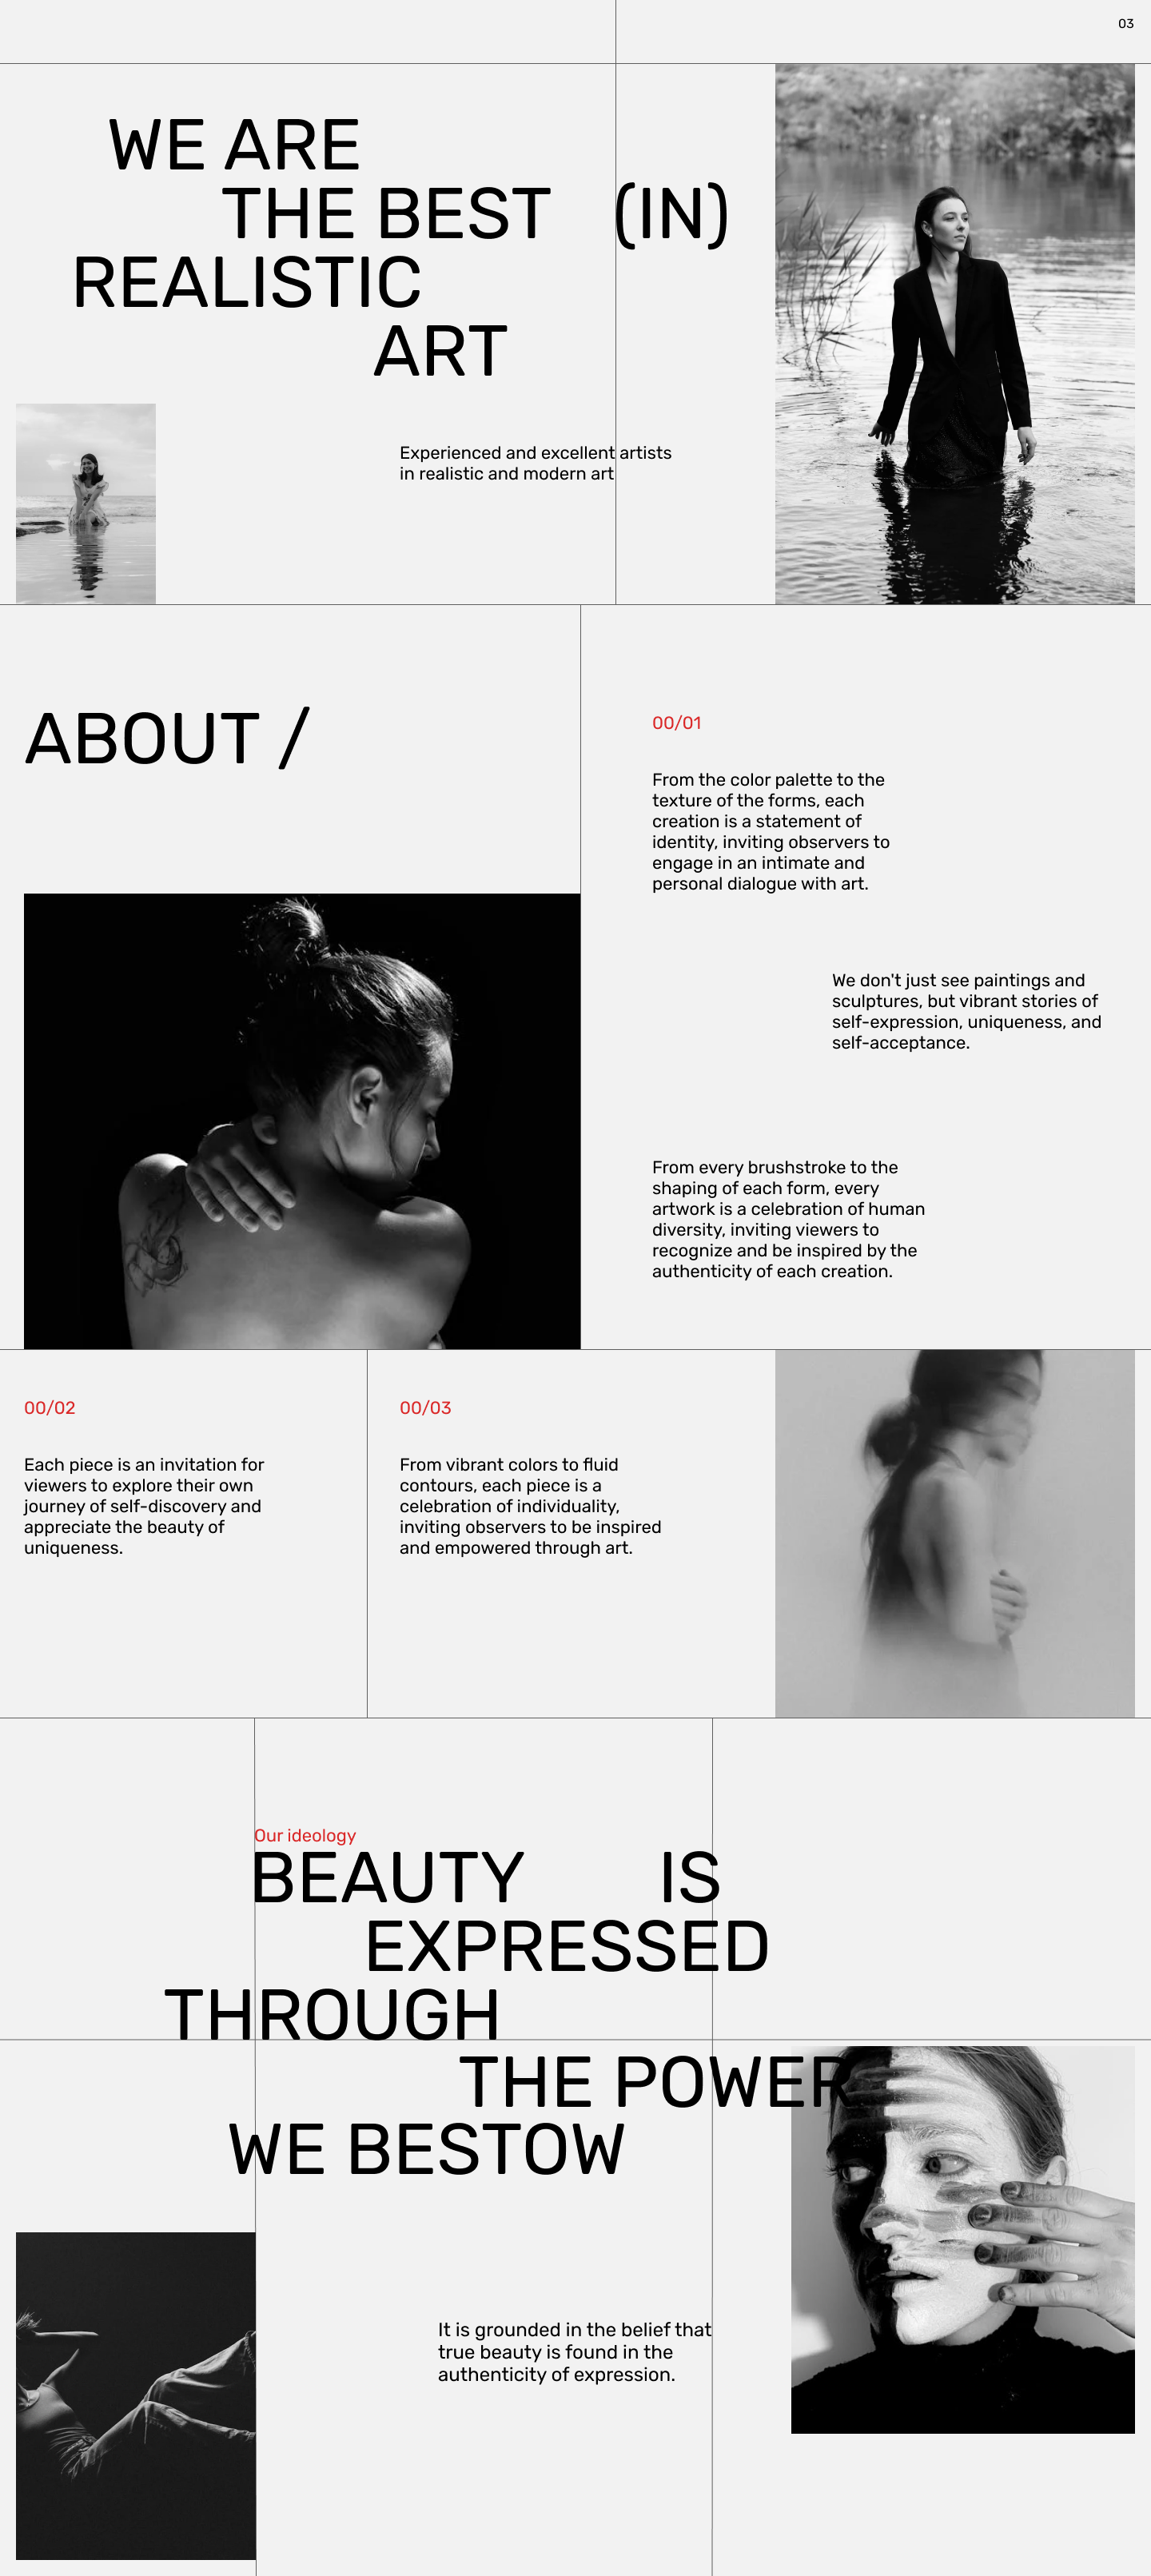 03
WE ARE
THE BEST (IN)
REALISTIC
ART
Experienced and excellent artists
in realistic and modern art
ABOUT /
00/01
From the color palette to the
texture of the forms, each
creation is a statement of
identity, inviting observers to
engage in an intimate and
personal dialogue with art.
We don't just see paintings and
sculptures, but vibrant stories of
self-expression, uniqueness, and
self-acceptance.
From every brushstroke to the
shaping of each form, every
artwork is a celebration of human
diversity, inviting viewers to
recognize and be inspired by the
authenticity of each creation.
00/02
Each piece is an invitation for
viewers to explore their own
journey of self-discovery and
appreciate the beauty of
uniqueness.
00/03
From vibrant colors to fluid
contours, each piece is a
celebration of individuality,
inviting observers to be inspired
and empowered through art.
Our ideology
BEAUTY IS
EXPRESSED
THROUGH
THE POWER
WE BESTOW
It is grounded in the belief that
true beauty is found in the
authenticity of expression.